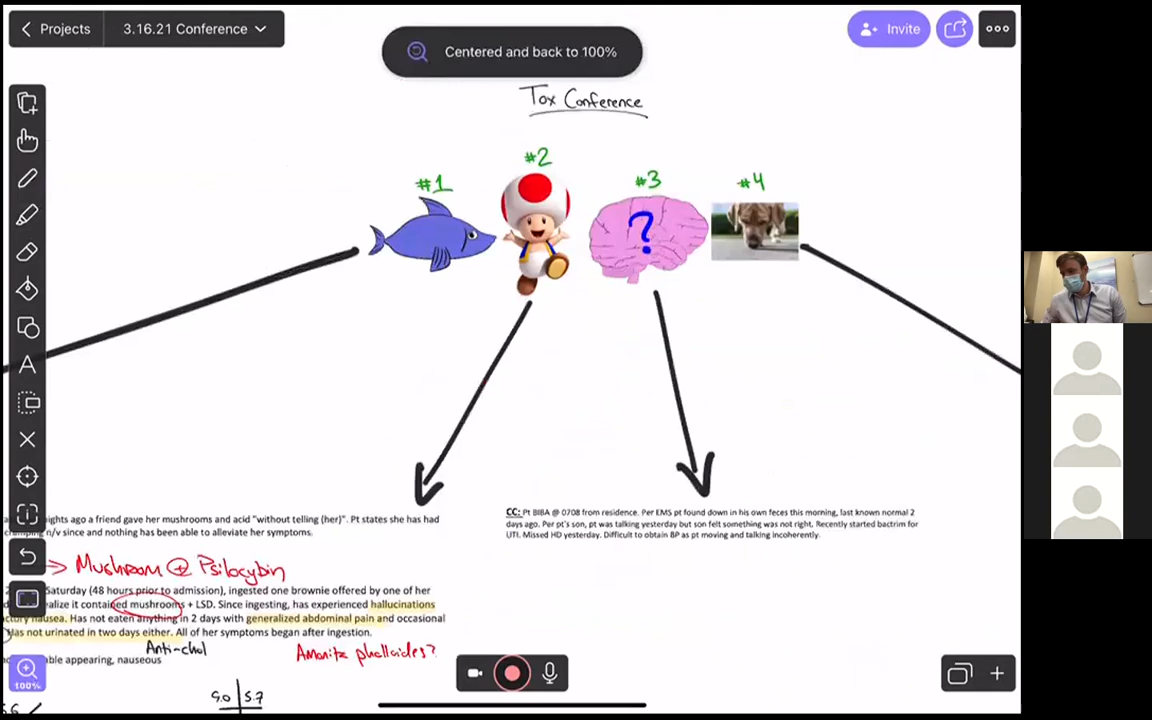 Projects
3.16.21 Conference
Centered and back to 100%
Invite
Tox Conference
#1
#2
#3
#4
?
A
ights ago a friend gave her mushrooms and acid "without telling (her)". Pt states she has had
n/v since and nothing has been able to alleviate her symptoms.
CC: Pt BIBA @ 0708 from residence. Per EMS pt found down in his own feces this morning, last known normal 2
days ago. Per pt's son, pt was talking yesterday but son felt something was not right. Recently started bactrim for
UTI. Missed HD yesterday. Difficult to obtain BP as pt moving and talking incoherently.
→ Mushroom Psilocybin
Saturday (48 hours prior to admission), ingested one brownie offered by one of her
ealize it contained mushrooms + LSD. Since ingesting, has experienced hallucinations
nausea. Has not eaten anything in 2 days with generalized abdominal pain and occasional
Has not urinated in two days either. All of her symptoms began after ingestion.
Anti-chol
Amanita phalloides?
able appearing, nauseous
100%
5.7